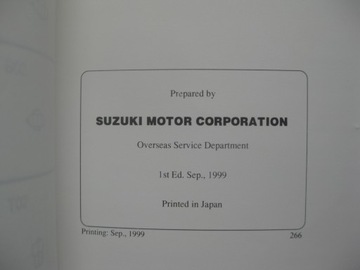 Prepared by
SUZUKI MOTOR CORPORATION
Overseas Service Department
1st Ed. Sep., 1999
Printed in Japan
Printing: Sep., 1999 266